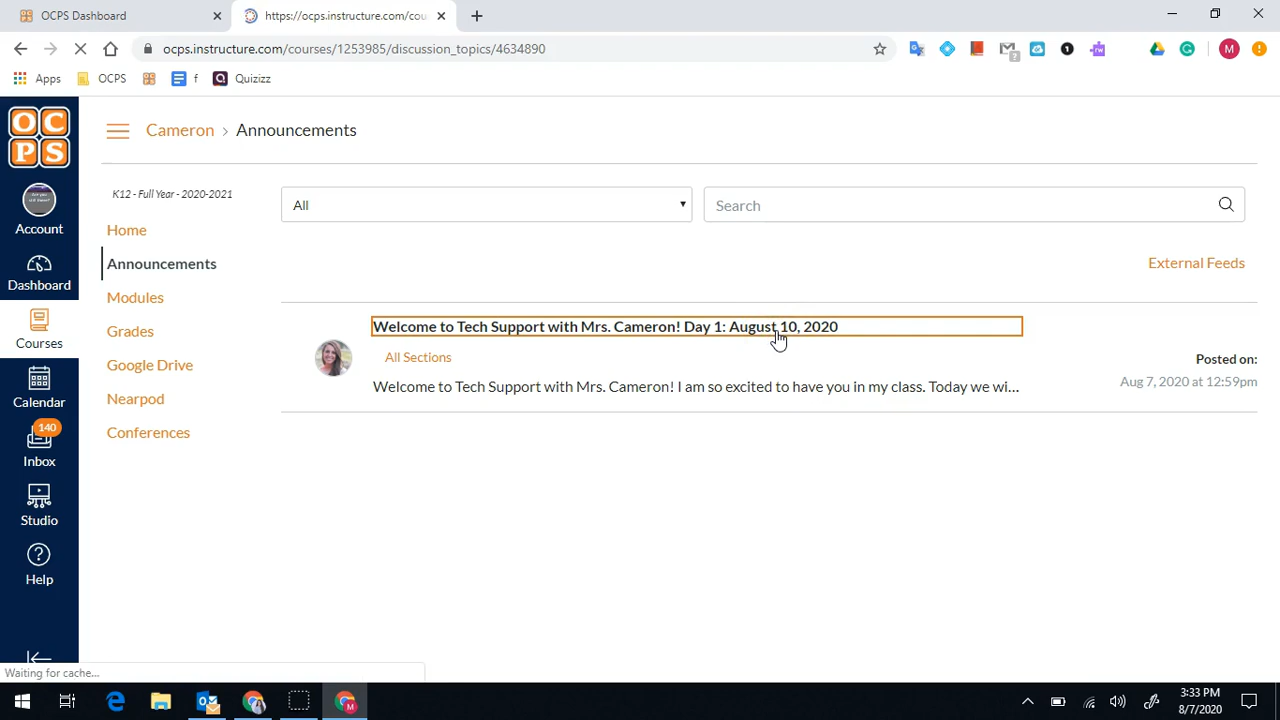 OCPS Dashboard
https://ocps.instructure.com/cou
ocps.instructure.com/courses/1253985/discussion_topics/4634890
M
Apps
OCPS
f
Quizizz
OC
PS
Cameron > Announcements
K12 - Full Year - 2020-2021
All
Search
Account
Home
Announcements
External Feeds
Dashboard
Modules
Grades
Courses
Google Drive
Nearpod
Conferences
Welcome to Tech Support with Mrs. Cameron! Day 1: August 10, 2020
All Sections
Posted on:
Welcome to Tech Support with Mrs. Cameron! I am so excited to have you in my class. Today we wi...
Aug 7, 2020 at 12:59pm
Calendar
140
Inbox
Studio
Help
Waiting for cache...
3:33 PM
8/7/2020